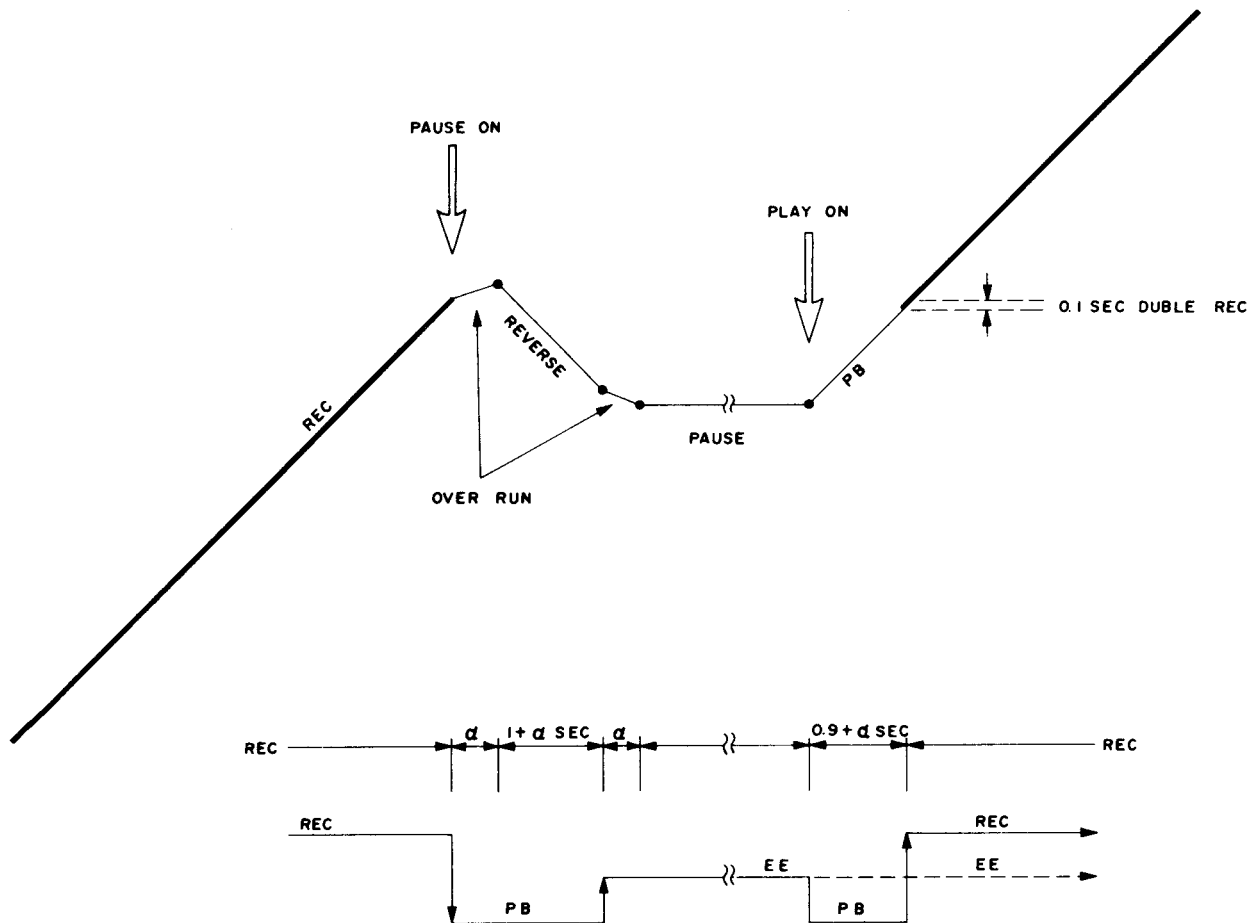 PAUSE ON
PLAY ON
0.1 SEC DUBLE REC
REVERSE
PB
REC
PAUSE
OVER RUN
REC
α
1 + α SEC
α
0.9 + α SEC
REC
REC
REC
EE
EE
PB
PB